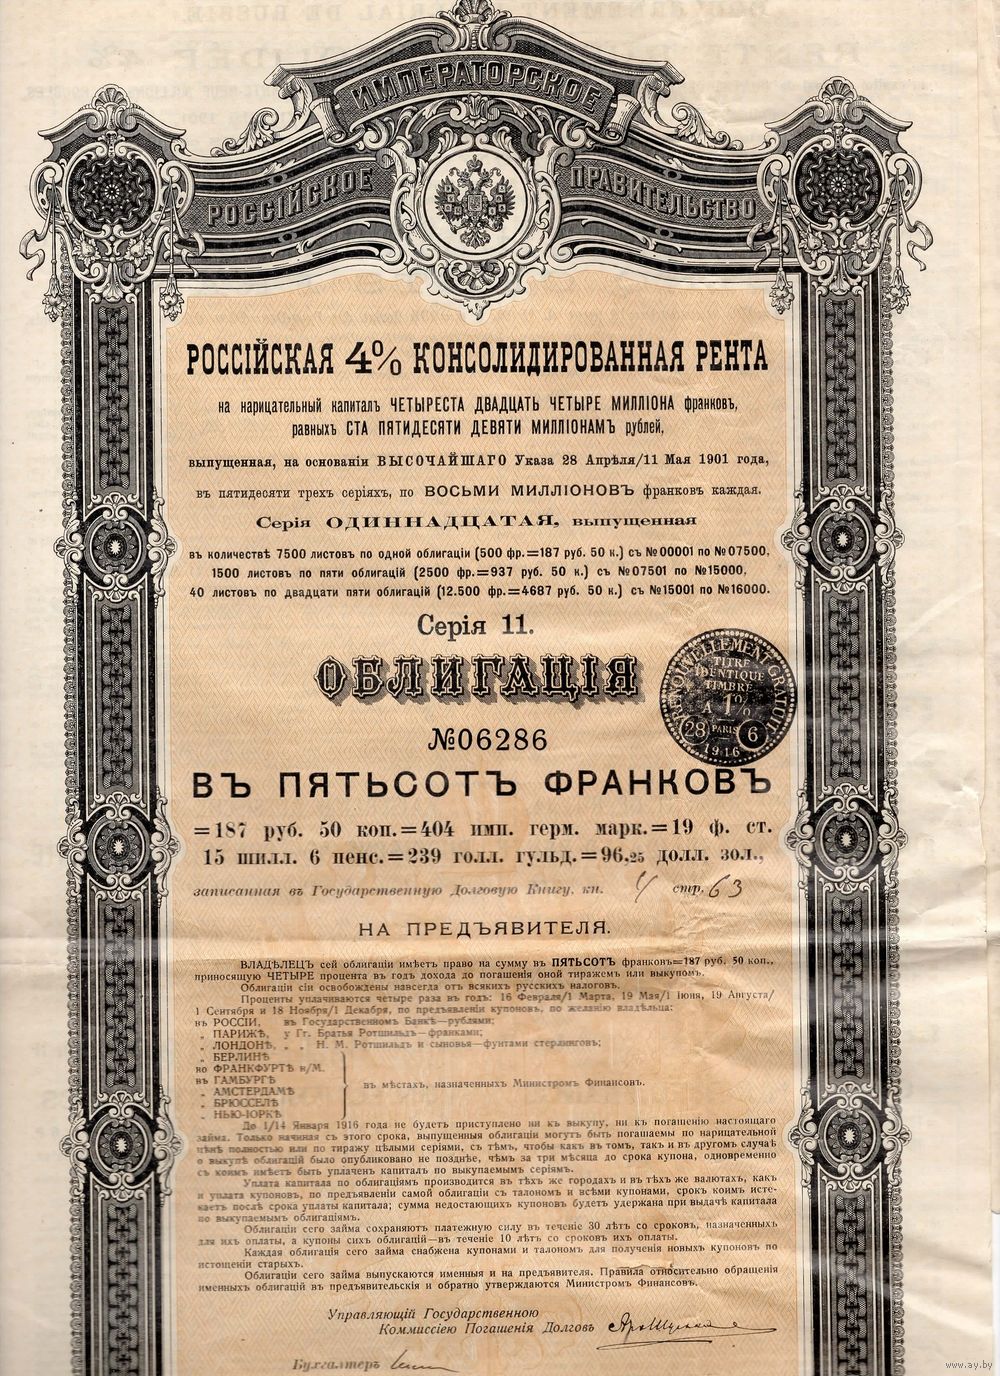 ИМПЕРАТОРСКОЕ
РОССІЙСКОЕ ПРАВИТЕЛЬСТВО
РОССІЙСКАЯ 4% КОНСОЛИДИРОВАННАЯ РЕНТА
на нарицательный капиталъ ЧЕТЫРЕСТА ДВАДЦАТЬ ЧЕТЫРЕ МИЛЛІОНА франковъ,
равныхъ СТА ПЯТИДЕСЯТИ ДЕВЯТИ МИЛЛІОНАМЪ рублей,
выпущенная, на основаніи ВЫСОЧАЙШАГО Указа 28 Апрѣля/11 Мая 1901 года,
въ пятидесяти трехъ серіяхъ, по ВОСЬМИ МИЛЛІОНОВЪ франковъ каждая.
Серія ОДИННАДЦАТАЯ, выпущенная
въ количествѣ 7500 листовъ по одной облигаціи (500 фр.=187 руб. 50 к.) съ №00001 по №07500,
1500 листовъ по пяти облигацій (2500 фр.=937 руб. 50 к.) съ №07501 по №15000,
40 листовъ по двадцати пяти облигацій (12.500 фр.=4687 руб. 50 к.) съ №15001 по №16000.
Серія 11.
ОБЛИГАЦІЯ
№06286
TITRE
IDENTIQUE
TIMBRÉ
A 1%
28 PARIS 6
1916
GRATUIT
ВЪ ПЯТЬСОТЪ ФРАНКОВЪ
=187 руб. 50 коп.=404 имп. герм. марк.=19 ф. ст.
15 шилл. 6 пенс.=239 голл. гульд.=96,25 долл. зол.,
записанная въ Государственную Долговую Книгу, кн. 4 стр. 63
НА ПРЕДЪЯВИТЕЛЯ.
ВЛАДѢЛЕЦЪ сей облигаціи имѣетъ право на сумму въ ПЯТЬСОТЪ франковъ=187 руб. 50 коп.,
приносящую ЧЕТЫРЕ процента въ годъ дохода до погашенія оной тиражемъ или выкупомъ.
Облигаціи сіи освобождены навсегда отъ всякихъ русскихъ налоговъ.
Проценты уплачиваются четыре раза въ годъ: 16 Февраля/1 Марта, 19 Мая/1 Іюня, 19 Августа/
1 Сентября и 18 Ноября/1 Декабря, по предъявленіи купоновъ, по желанію владѣльца:
въ РОССІИ, въ Государственномъ Банкѣ—рублями;
„ ПАРИЖѢ, у Гг. Братья Ротшильдъ—франками;
„ ЛОНДОНѢ, „ „ Н. М. Ротшильдъ и сыновья—фунтами стерлинговъ;
„ БЕРЛИНѢ
во ФРАНКФУРТѢ н/М.
въ ГАМБУРГѢ
„ АМСТЕРДАМѢ
„ БРЮССЕЛѢ
„ НЬЮ-ІОРКѢ
въ мѣстахъ, назначенныхъ Министромъ Финансовъ.
До 1/14 Января 1916 года не будетъ приступлено ни къ выкупу, ни къ погашенію настоящаго
займа. Только начиная съ этого срока, выпущенныя облигаціи могутъ быть погашаемы по нарицательной
цѣнѣ полностью или по тиражу цѣлыми серіями, съ тѣмъ, чтобы какъ въ томъ, такъ и въ другомъ случаѣ
о выкупѣ облигацій было опубликовано не позднѣе, чѣмъ за три мѣсяца до срока купона, одновременно
съ коимъ имѣетъ быть уплаченъ капиталъ по выкупаемымъ серіямъ.
Уплата капитала по облигаціямъ производится въ тѣхъ же городахъ и въ тѣхъ же валютахъ, какъ
и уплата купоновъ, по предъявленіи самой облигаціи съ талономъ и всѣми купонами, срокъ коимъ исте-
каетъ послѣ срока уплаты капитала; сумма недостающихъ купоновъ будетъ удержана при выдачѣ капитала
по выкупаемымъ облигаціямъ.
Облигаціи сего займа сохраняютъ платежную силу въ теченіе 30 лѣтъ со сроковъ, назначенныхъ
для ихъ оплаты, а купоны сихъ облигацій—въ теченіе 10 лѣтъ со сроковъ ихъ оплаты.
Каждая облигація сего займа снабжена купонами и талономъ для полученія новыхъ купоновъ по
истощеніи старыхъ.
Облигаціи сего займа выпускаются именныя и на предъявителя. Правила относительно обращенія
именныхъ облигацій въ предъявительскія и обратно утверждаются Министромъ Финансовъ.
Управляющій Государственною
Коммиссіею Погашенія Долговъ
Бухгалтеръ
www.ay.by